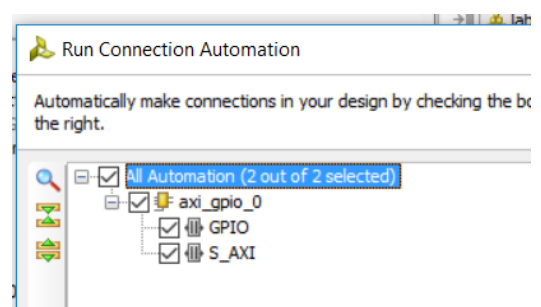 lab
Run Connection Automation
Automatically make connections in your design by checking the bo
the right.
All Automation (2 out of 2 selected)
axi_gpio_0
GPIO
S_AXI